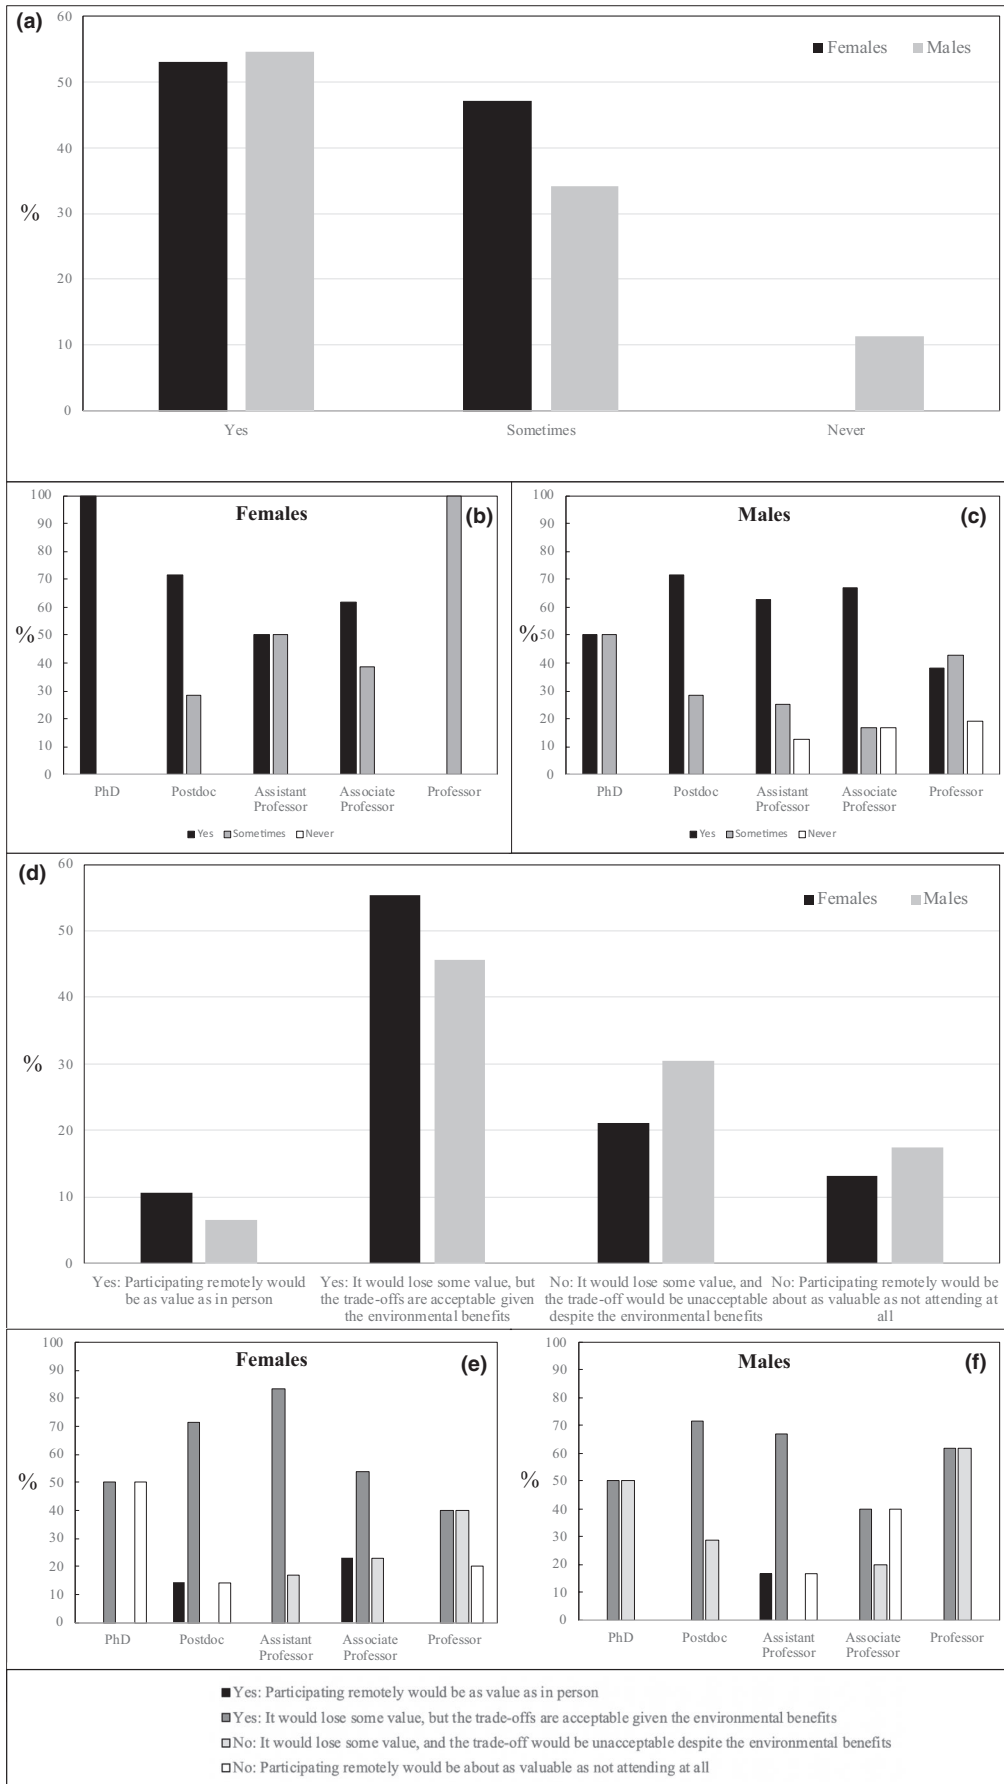 (a)
60
50
40
30
20
10
0
%
Females Males
Yes Sometimes Never
Females
(b)
100
90
80
70
60
50
40
30
20
10
0
%
PhD Postdoc Assistant Professor Associate Professor Professor
Yes Sometimes Never
Males
(c)
100
90
80
70
60
50
40
30
20
10
0
%
PhD Postdoc Assistant Professor Associate Professor Professor
Yes Sometimes Never
(d)
60
50
40
30
20
10
0
%
Females Males
Yes: Participating remotely would
be as value as in person
Yes: It would lose some value, but
the trade-offs are acceptable given
the environmental benefits
No: It would lose some value, and
the trade-off would be unacceptable
despite the environmental benefits
No: Participating remotely would be
about as valuable as not attending at
all
Females
(e)
100
90
80
70
60
50
40
30
20
10
0
%
PhD Postdoc Assistant Professor Associate Professor Professor
Males
(f)
100
90
80
70
60
50
40
30
20
10
0
%
PhD Postdoc Assistant Professor Associate Professor Professor
Yes: Participating remotely would be as value as in person
Yes: It would lose some value, but the trade-offs are acceptable given the environmental benefits
No: It would lose some value, and the trade-off would be unacceptable despite the environmental benefits
No: Participating remotely would be about as valuable as not attending at all